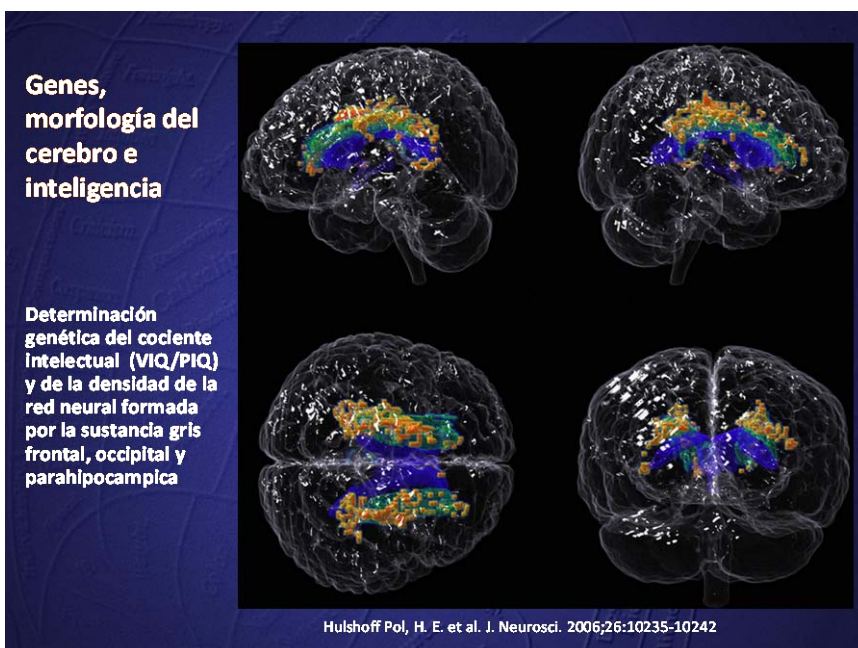 Genes,
morfología del
cerebro e
inteligencia
Determinación
genética del cociente
intelectual (VIQ/PIQ)
y de la densidad de la
red neural formada
por la sustancia gris
frontal, occipital y
parahipocampica
Hulshoff Pol, H. E. et al. J. Neurosci. 2006;26:10235-10242